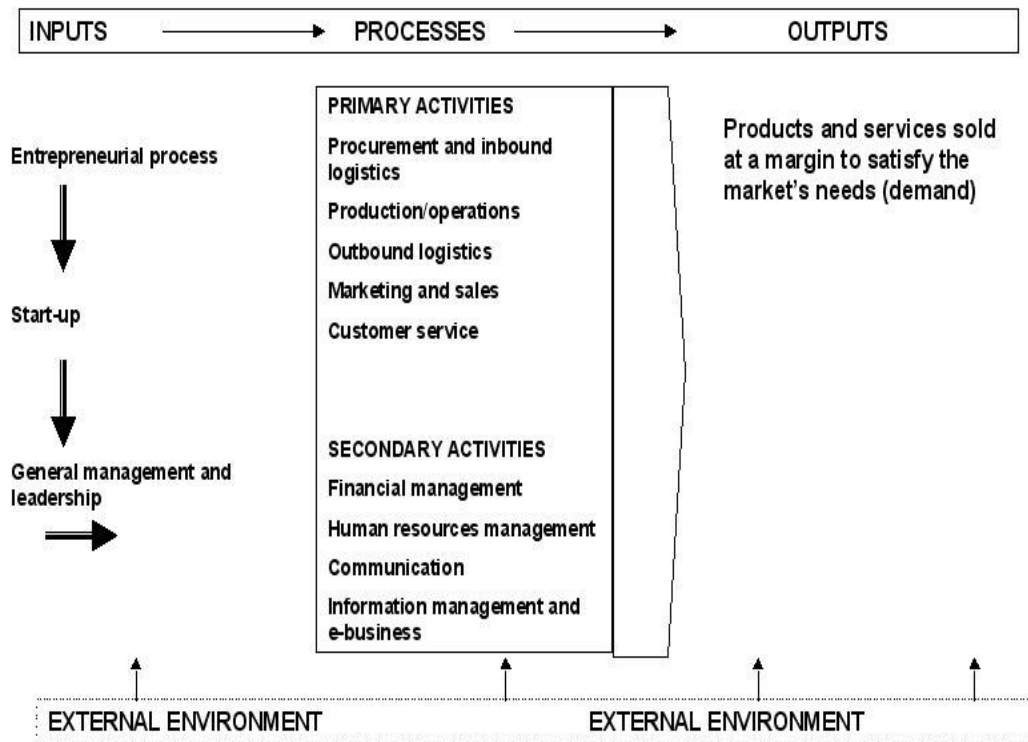 INPUTS PROCESSES OUTPUTS
Entrepreneurial process
Start-up
General management and
leadership
PRIMARY ACTIVITIES
Procurement and inbound
logistics
Production/operations
Outbound logistics
Marketing and sales
Customer service
SECONDARY ACTIVITIES
Financial management
Human resources management
Communication
Information management and
e-business
Products and services sold
at a margin to satisfy the
market's needs (demand)
EXTERNAL ENVIRONMENT EXTERNAL ENVIRONMENT